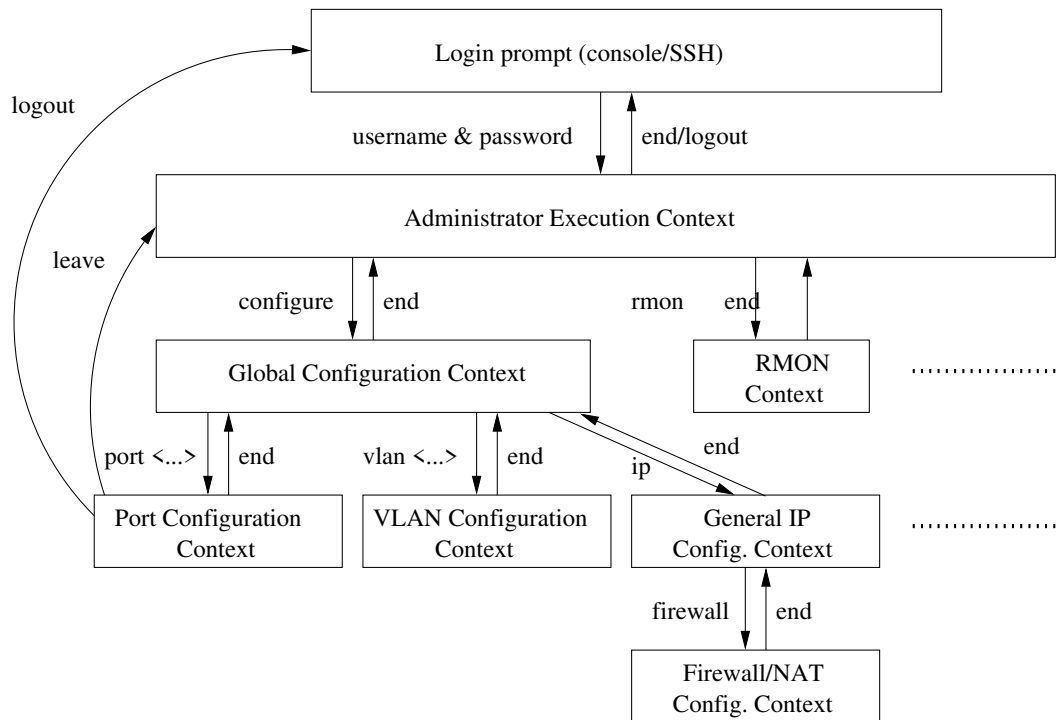 Login prompt (console/SSH)
logout
username & password
end/logout
Administrator Execution Context
leave
configure
end
rmon
end
Global Configuration Context
RMON
Context
port <...>
end
vlan <...>
end
ip
end
Port Configuration
Context
VLAN Configuration
Context
General IP
Config. Context
firewall
end
Firewall/NAT
Config. Context